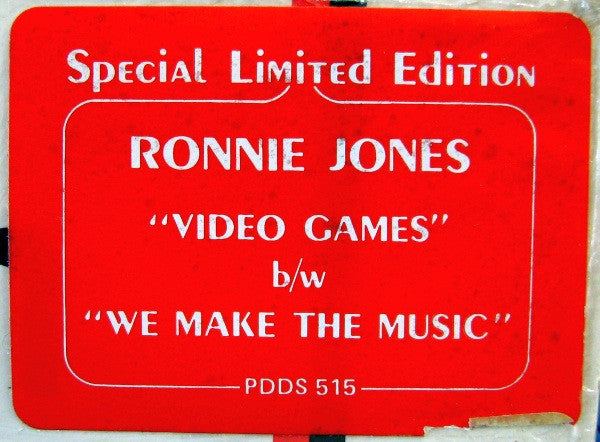 Special Limited Edition
RONNIE JONES
"VIDEO GAMES"
b/w
"WE MAKE THE MUSIC"
PDDS 515